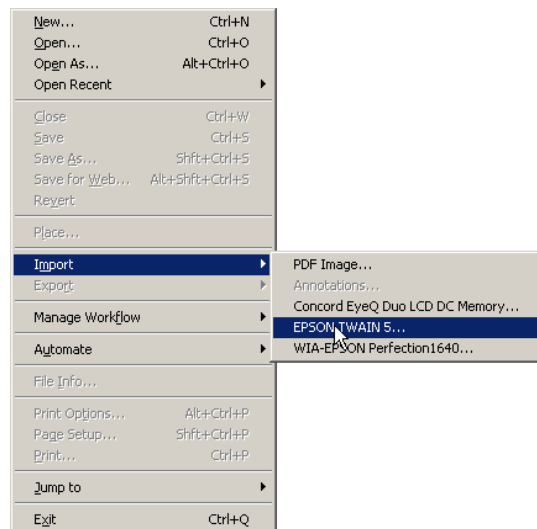 New... Ctrl+N
Open... Ctrl+O
Open As... Alt+Ctrl+O
Open Recent
Close Ctrl+W
Save Ctrl+S
Save As... Shft+Ctrl+S
Save for Web... Alt+Shft+Ctrl+S
Revert
Place...
Import
Export
Manage Workflow
Automate
File Info...
Print Options... Alt+Ctrl+P
Page Setup... Shft+Ctrl+P
Print... Ctrl+P
Jump to
Exit Ctrl+Q
PDF Image...
Annotations...
Concord EyeQ Duo LCD DC Memory...
EPSON TWAIN 5...
WIA-EPSON Perfection1640...